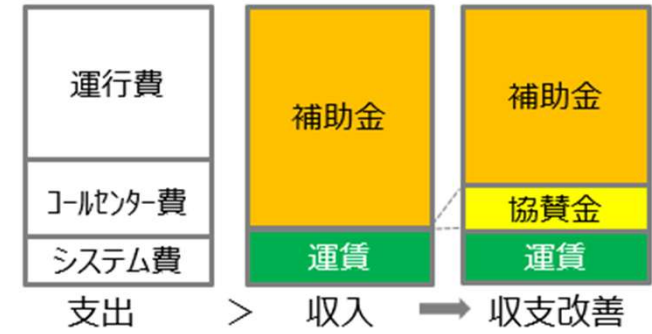 運行費
コールセンター費
システム費
補助金
運賃
補助金
協賛金
運賃
支出 > 収入 ➡ 収支改善